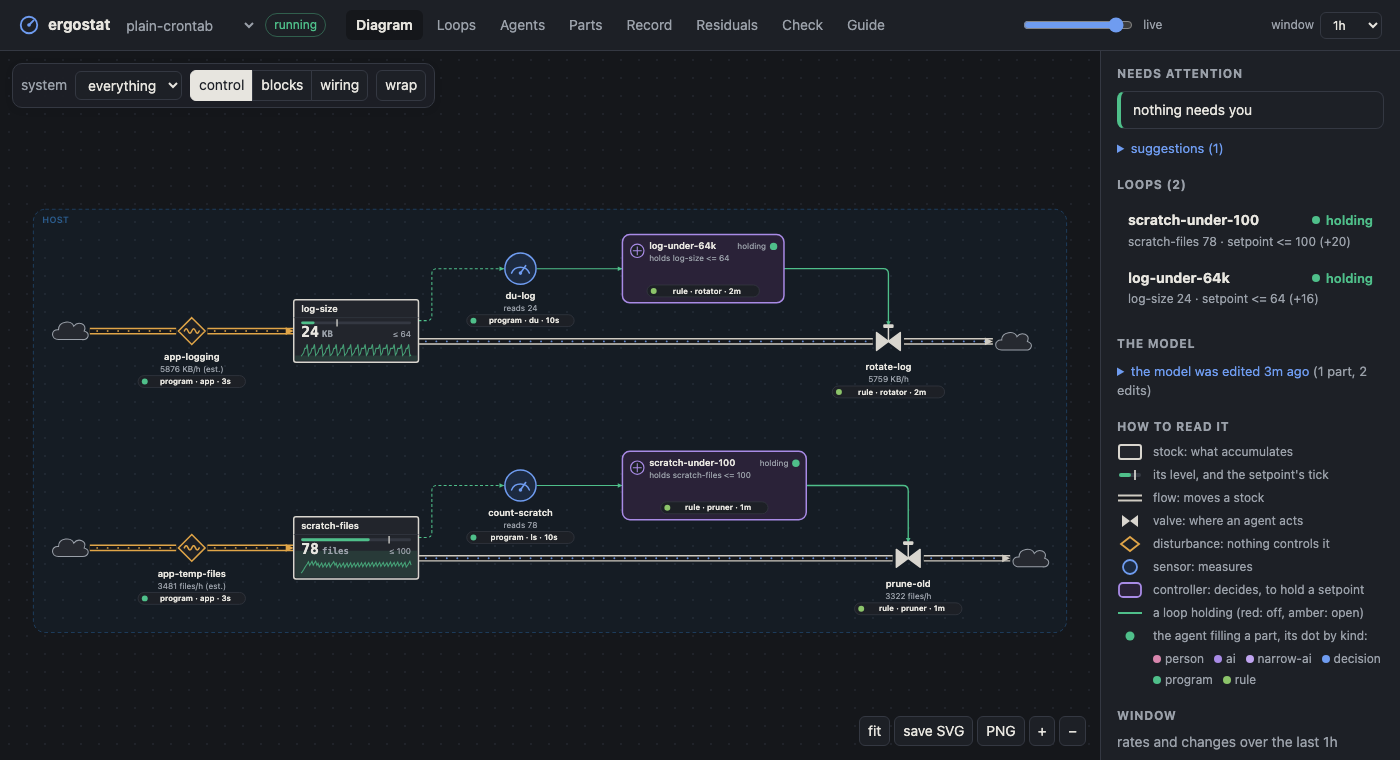 ergostat plain-crontab running Diagram Loops Agents Parts Record Residuals Check Guide live window 1h
system everything control blocks wiring wrap
HOST
log-size
24 KB ≤ 64
app-logging
5876 KB/h (est.)
program · app · 3s
du-log
reads 24
program · du · 10s
log-under-64k holding
holds log-size <= 64
rule · rotator · 2m
rotate-log
5759 KB/h
rule · rotator · 2m
scratch-files
78 files ≤ 100
app-temp-files
3481 files/h (est.)
program · app · 3s
count-scratch
reads 78
program · ls · 10s
scratch-under-100 holding
holds scratch-files <= 100
rule · pruner · 1m
prune-old
3322 files/h
rule · pruner · 1m
fit save SVG PNG + −
NEEDS ATTENTION
nothing needs you
suggestions (1)
LOOPS (2)
scratch-under-100 holding
scratch-files 78 · setpoint <= 100 (+20)
log-under-64k holding
log-size 24 · setpoint <= 64 (+16)
THE MODEL
the model was edited 3m ago (1 part, 2
edits)
HOW TO READ IT
stock: what accumulates
its level, and the setpoint's tick
flow: moves a stock
valve: where an agent acts
disturbance: nothing controls it
sensor: measures
controller: decides, to hold a setpoint
a loop holding (red: off, amber: open)
the agent filling a part, its dot by kind:
person ai narrow-ai decision
program rule
WINDOW
rates and changes over the last 1h